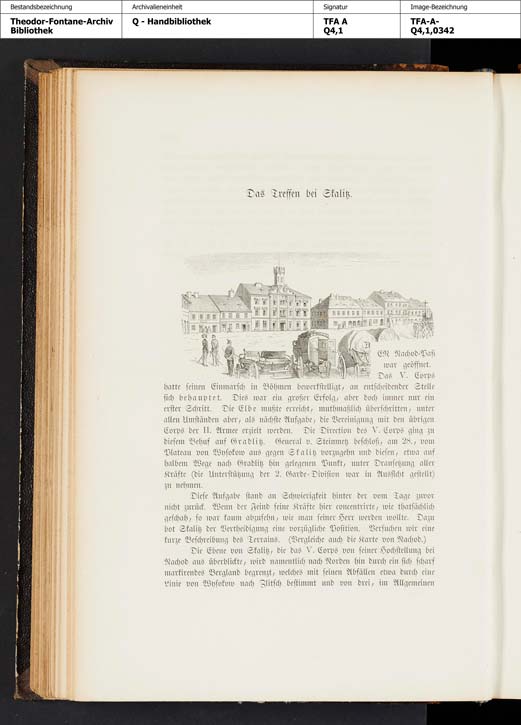 Bestandsbezeichnung Archivalieneinheit Signatur Image-Bezeichnung
Theodor-Fontane-Archiv Q - Handbibliothek TFA A TFA-A-
Bibliothek Q4,1 Q4,1,0342
Das Treffen bei Skalitz.
ER Nachod-Paß
war geöffnet.
Das V. Corps
hatte seinen Einmarsch in Böhmen bewerkstelligt, an entscheidender Stelle
sich behauptet. Dies war ein großer Erfolg, aber doch immer nur ein
erster Schritt. Die Elbe mußte erreicht, muthmaßlich überschritten, unter
allen Umständen aber, als nächste Aufgabe, die Vereinigung mit den übrigen
Corps der II. Armee erzielt werden. Die Direction des V. Corps ging zu
diesem Behuf auf Gradlitz. General v. Steinmetz beschloß, am 28., vom
Plateau von Wysokow aus gegen Skalitz vorzugehn und diesen, etwa auf
halbem Wege nach Gradlitz hin gelegenen Punkt, unter Dransetzung aller
Kräfte (die Unterstützung der 2. Garde-Division war in Aussicht gestellt)
zu nehmen.
Diese Aufgabe stand an Schwierigkeit hinter der vom Tage zuvor
nicht zurück. Wenn der Feind seine Kräfte hier concentrirte, wie thatsächlich
geschah, so war kaum abzusehn, wie man seiner Herr werden wollte. Dazu
bot Skalitz der Vertheidigung eine vorzügliche Position. Versuchen wir eine
kurze Beschreibung des Terrains. (Vergleiche auch die Karte von Nachod.)
Die Ebene von Skalitz, die das V. Corps von seiner Hochstellung bei
Nachod aus überblickte, wird namentlich nach Norden hin durch ein sich scharf
markirendes Bergland begrenzt, welches mit seinen Abfällen etwa durch eine
Linie von Wysokow nach Zlitsch bestimmt und von drei, im Allgemeinen